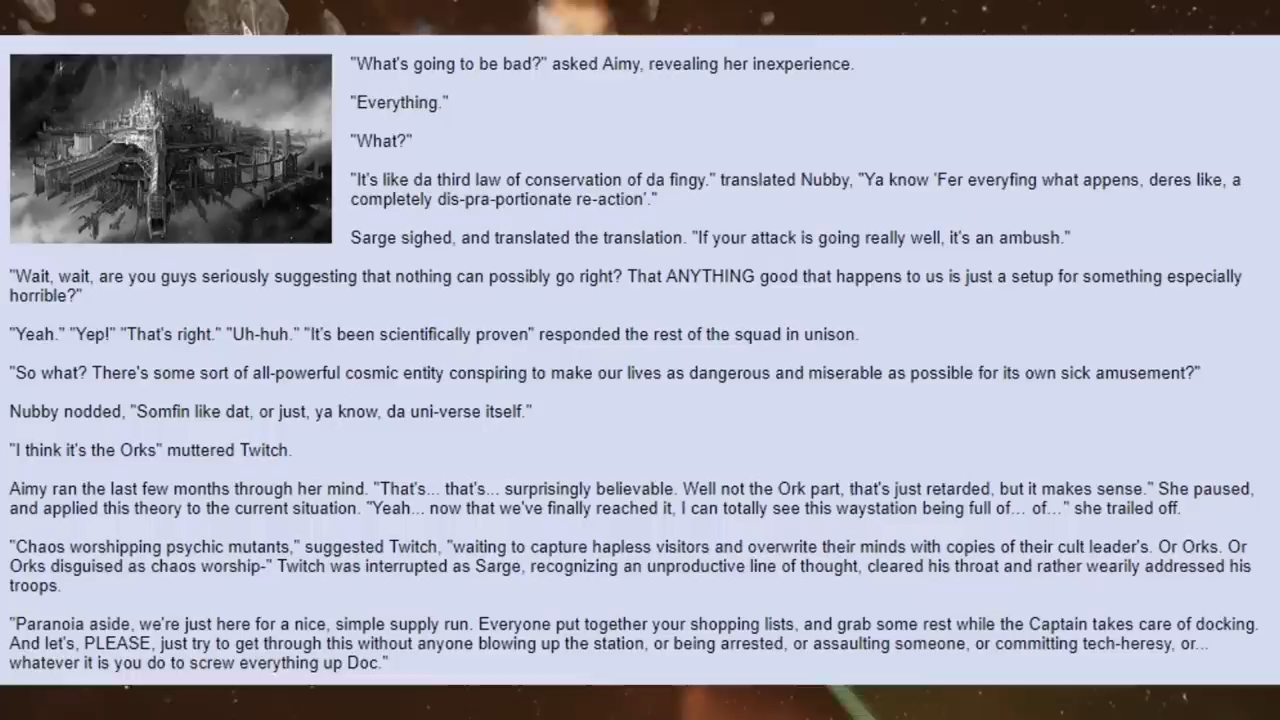 "What's going to be bad?" asked Aimy, revealing her inexperience.
"Everything."
"What?"
"It's like da third law of conservation of da fingy." translated Nubby, "Ya know 'Fer everyfing what appens, deres like, a
completely dis-pra-portionate re-action'."
Sarge sighed, and translated the translation. "If your attack is going really well, it's an ambush."
"Wait, wait, are you guys seriously suggesting that nothing can possibly go right? That ANYTHING good that happens to us is just a setup for something especially
horrible?"
"Yeah." "Yep!" "That's right." "Uh-huh." "It's been scientifically proven" responded the rest of the squad in unison.
"So what? There's some sort of all-powerful cosmic entity conspiring to make our lives as dangerous and miserable as possible for its own sick amusement?"
Nubby nodded, "Somfin like dat, or just, ya know, da uni-verse itself."
"I think it's the Orks" muttered Twitch.
Aimy ran the last few months through her mind. "That's... that's... surprisingly believable. Well not the Ork part, that's just retarded, but it makes sense." She paused,
and applied this theory to the current situation. "Yeah... now that we've finally reached it, I can totally see this waystation being full of... of..." she trailed off.
"Chaos worshipping psychic mutants," suggested Twitch, "waiting to capture hapless visitors and overwrite their minds with copies of their cult leader's. Or Orks. Or
Orks disguised as chaos worship-" Twitch was interrupted as Sarge, recognizing an unproductive line of thought, cleared his throat and rather wearily addressed his
troops.
"Paranoia aside, we're just here for a nice, simple supply run. Everyone put together your shopping lists, and grab some rest while the Captain takes care of docking.
And let's, PLEASE, just try to get through this without anyone blowing up the station, or being arrested, or assaulting someone, or committing tech-heresy, or...
whatever it is you do to screw everything up Doc."